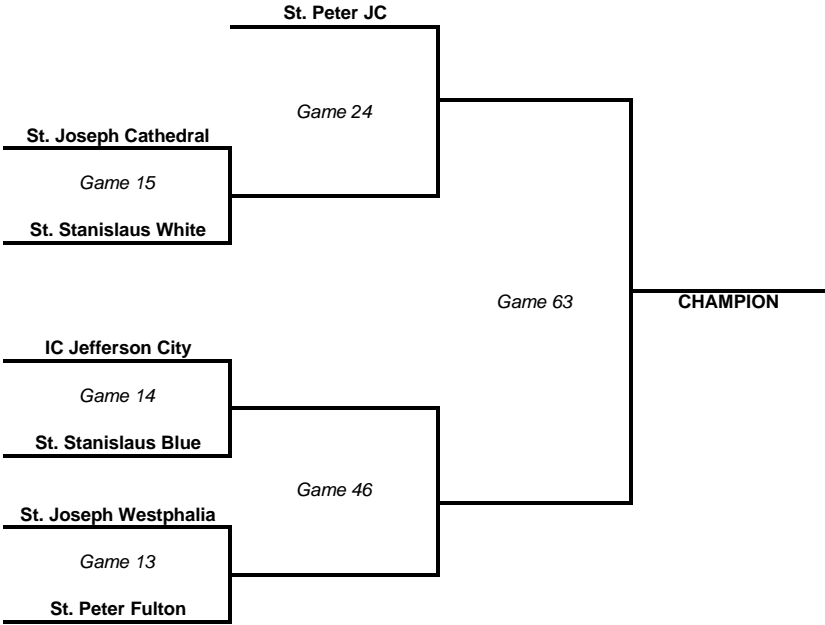 St. Peter JC
Game 24
St. Joseph Cathedral
Game 15
St. Stanislaus White
Game 63
CHAMPION
IC Jefferson City
Game 14
St. Stanislaus Blue
Game 46
St. Joseph Westphalia
Game 13
St. Peter Fulton